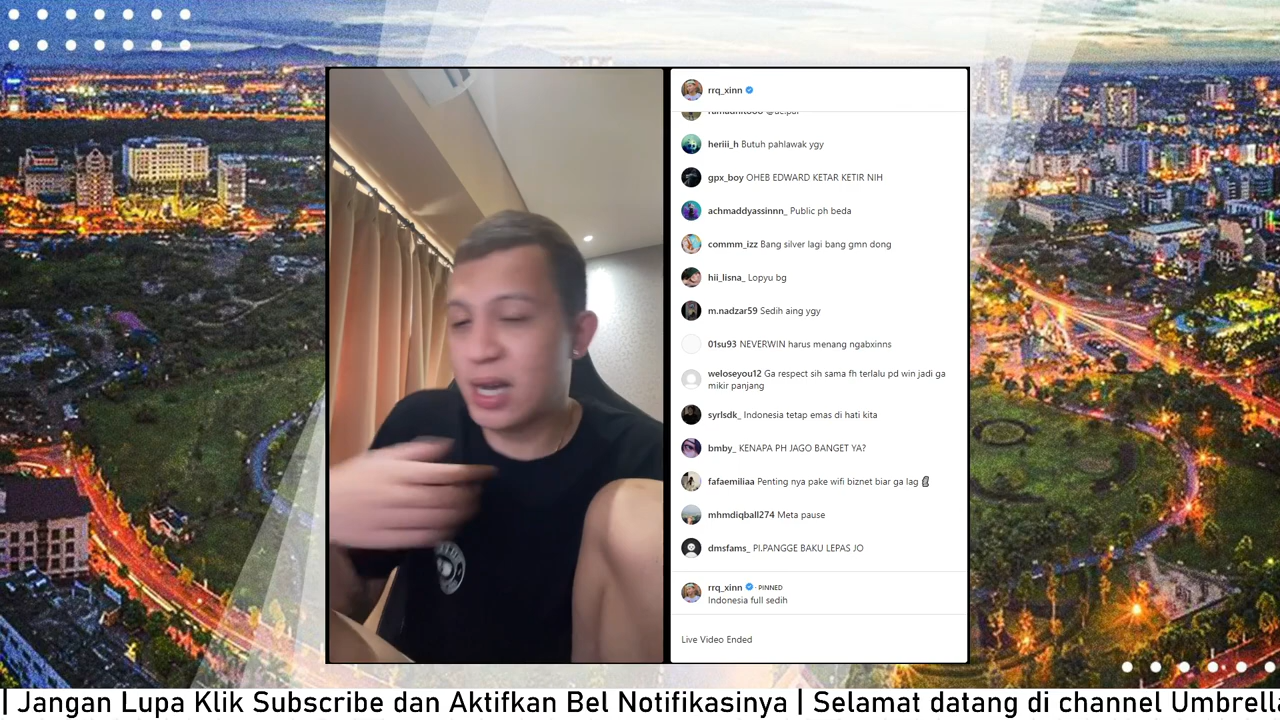 rrq_xinn
heriii_h Butuh pahlawak ygy
gpx_boy OHEB EDWARD KETAR KETIR NIH
achmaddyassinnn_ Public ph beda
commm_izz Bang silver lagi bang gmn dong
hii_lisna_ Lopyu bg
m.nadzar59 Sedih aing ygy
01su93 NEVERWIN harus menang ngabxinns
weloseyou12 Ga respect sih sama fh terlalu pd win jadi ga
mikir panjang
syrlsdk_ Indonesia tetap emas di hati kita
bmby_ KENAPA PH JAGO BANGET YA?
fafaemiliaa Penting nya pake wifi biznet biar ga lag
mhmdiqball274 Meta pause
dmsfams_ PI.PANGGE BAKU LEPAS JO
rrq_xinn · PINNED
Indonesia full sedih
Live Video Ended
| Jangan Lupa Klik Subscribe dan Aktifkan Bel Notifikasinya | Selamat datang di channel Umbrella